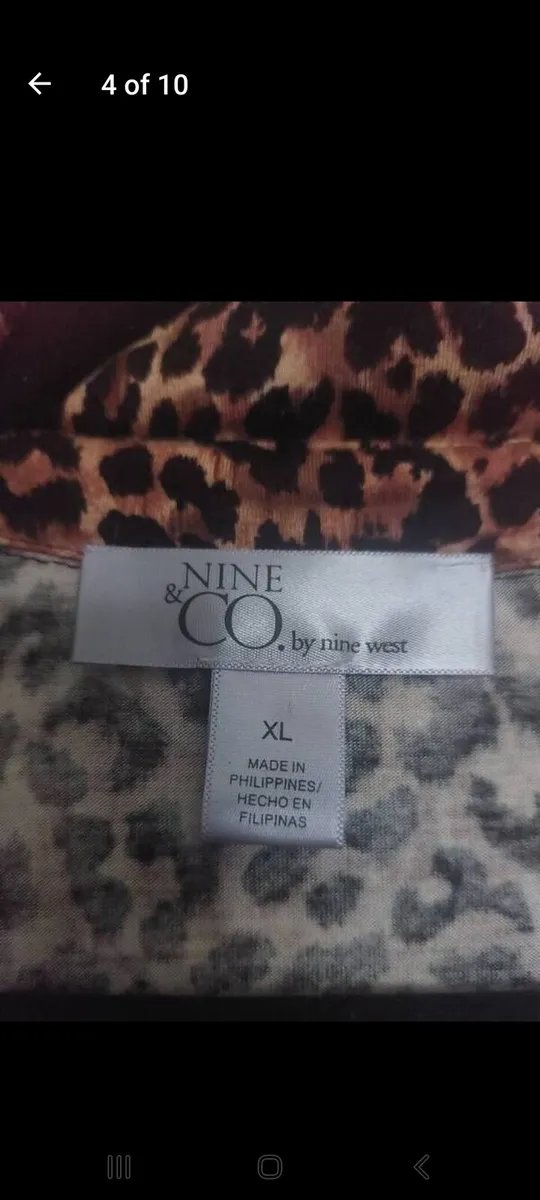 4 of 10
NINE
& CO. by nine west
XL
MADE IN
PHILIPPINES/
HECHO EN
FILIPINAS